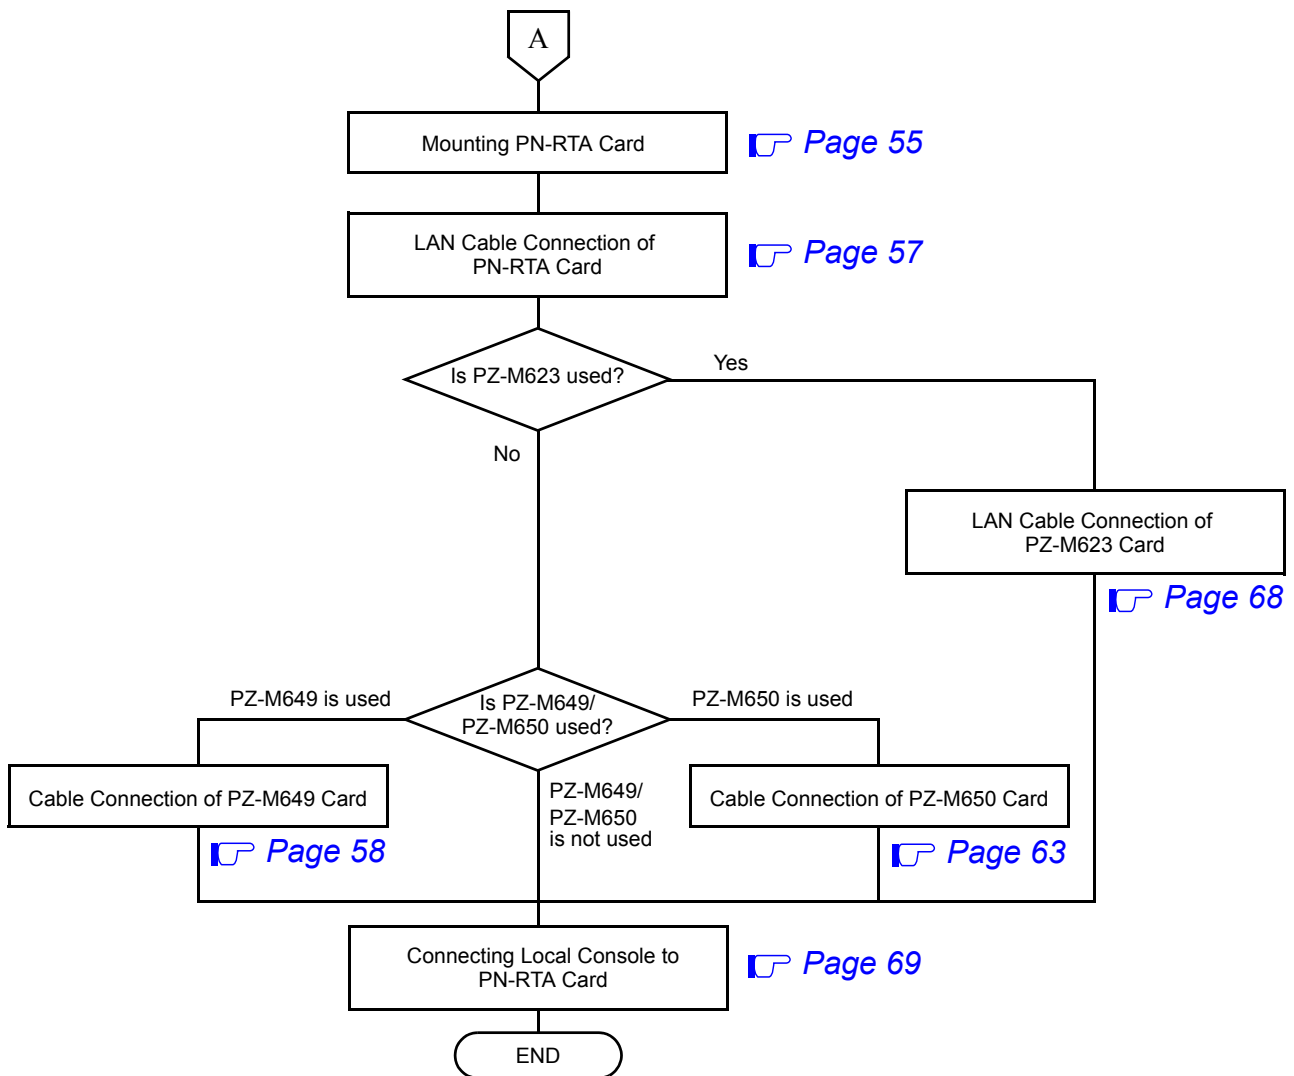 A
Mounting PN-RTA Card
Page 55
LAN Cable Connection of
PN-RTA Card
Page 57
Is PZ-M623 used?
Yes
No
LAN Cable Connection of
PZ-M623 Card
Page 68
PZ-M649 is used
Is PZ-M649/
PZ-M650 used?
PZ-M650 is used
Cable Connection of PZ-M649 Card
Page 58
PZ-M649/
PZ-M650
is not used
Cable Connection of PZ-M650 Card
Page 63
Connecting Local Console to
PN-RTA Card
Page 69
END